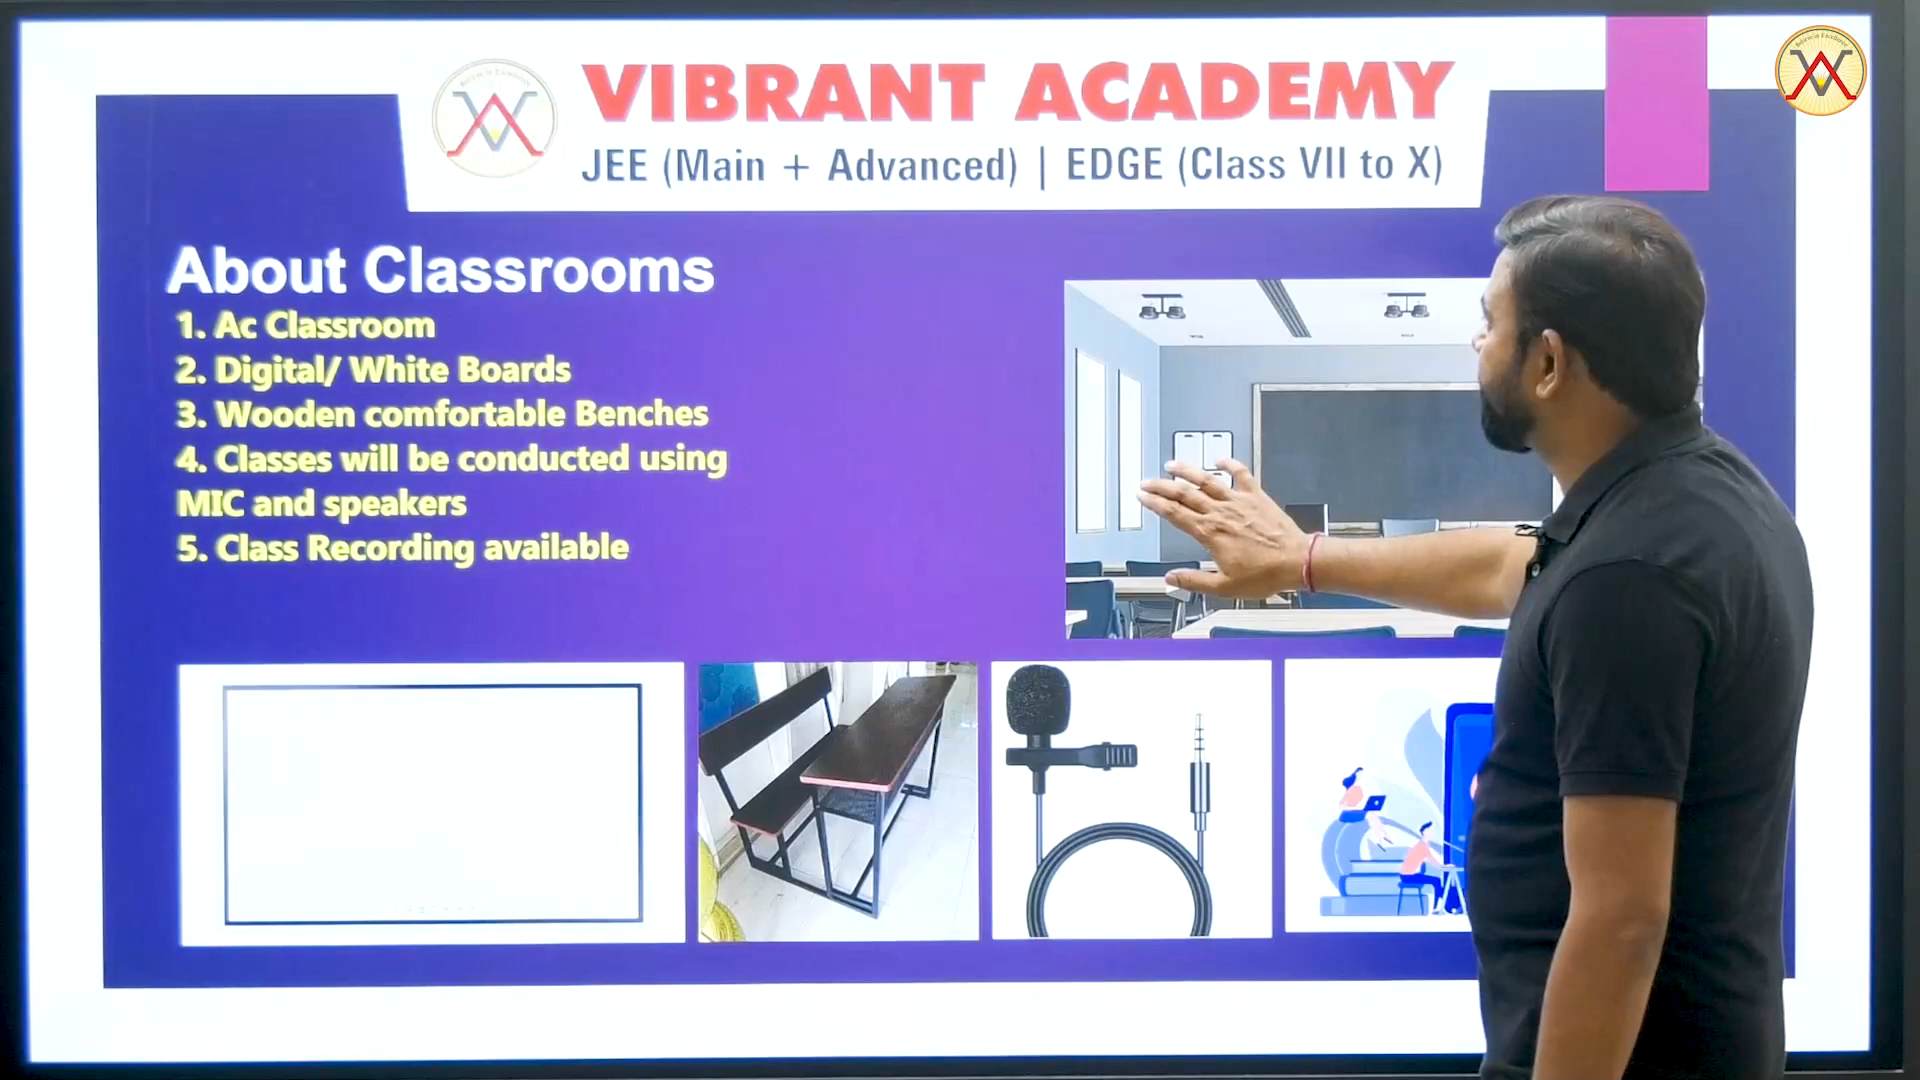 VIBRANT ACADEMY
JEE (Main + Advanced) | EDGE (Class VII to X)
About Classrooms
1. Ac Classroom
2. Digital/ White Boards
3. Wooden comfortable Benches
4. Classes will be conducted using
MIC and speakers
5. Class Recording available